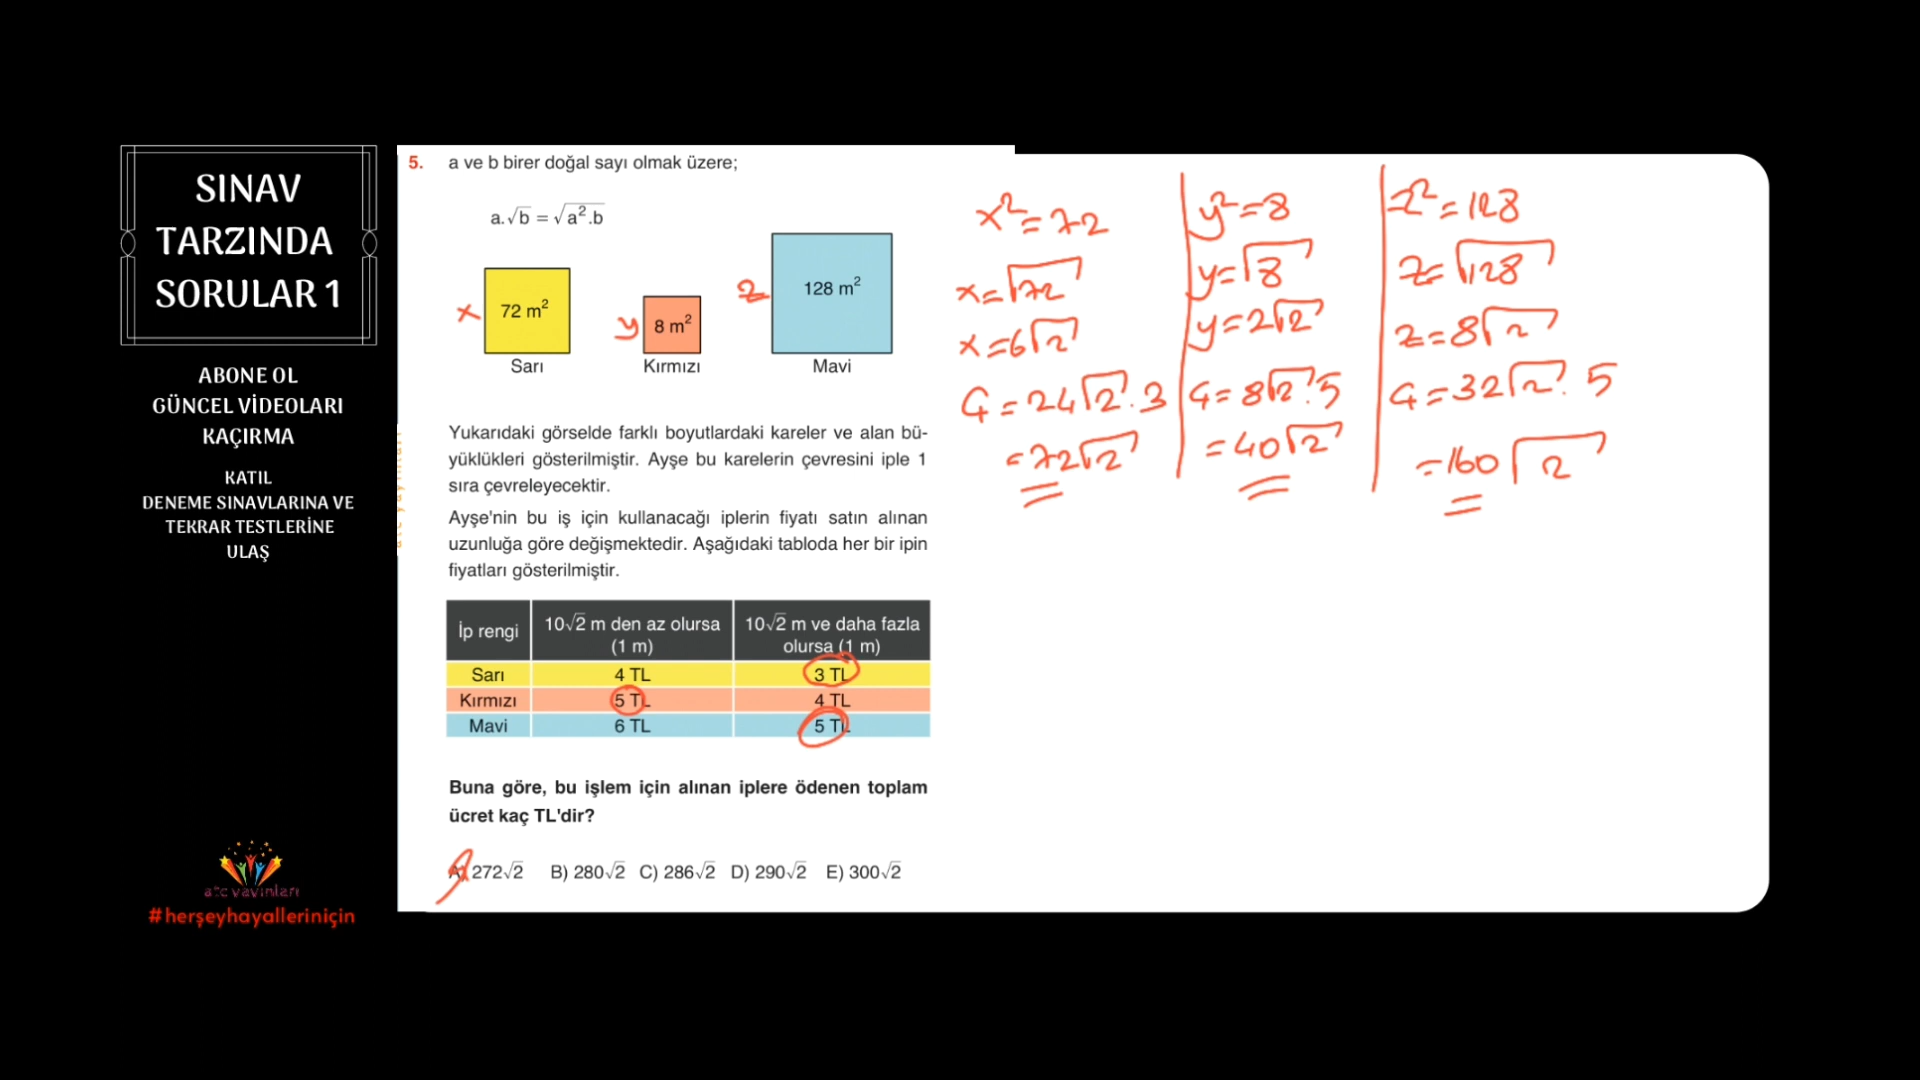 SINAV
TARZINDA
SORULAR 1
ABONE OL
GÜNCEL VİDEOLARI
KAÇIRMA
KATIL
DENEME SINAVLARINA VE
TEKRAR TESTLERİNE
ULAŞ
atc yayınları
#herşeyhayalleriniçin
5. a ve b birer doğal sayı olmak üzere;
a.√b = √a².b
x 72 m²
Sarı
y 8 m²
Kırmızı
z 128 m²
Mavi
Yukarıdaki görselde farklı boyutlardaki kareler ve alan bü-
yüklükleri gösterilmiştir. Ayşe bu karelerin çevresini iple 1
sıra çevreleyecektir.
Ayşe'nin bu iş için kullanacağı iplerin fiyatı satın alınan
uzunluğa göre değişmektedir. Aşağıdaki tabloda her bir ipin
fiyatları gösterilmiştir.
İp rengi 10√2 m den az olursa (1 m) 10√2 m ve daha fazla olursa (1 m)
Sarı 4 TL 3 TL
Kırmızı 5 TL 4 TL
Mavi 6 TL 5 TL
Buna göre, bu işlem için alınan iplere ödenen toplam
ücret kaç TL'dir?
A) 272√2 B) 280√2 C) 286√2 D) 290√2 E) 300√2
x²=72
x=√72
x=6√2
Ç=24√2.3
=72√2
y²=8
y=√8
y=2√2
Ç=8√2.5
=40√2
z²=128
z=√128
z=8√2
Ç=32√2.5
=160√2